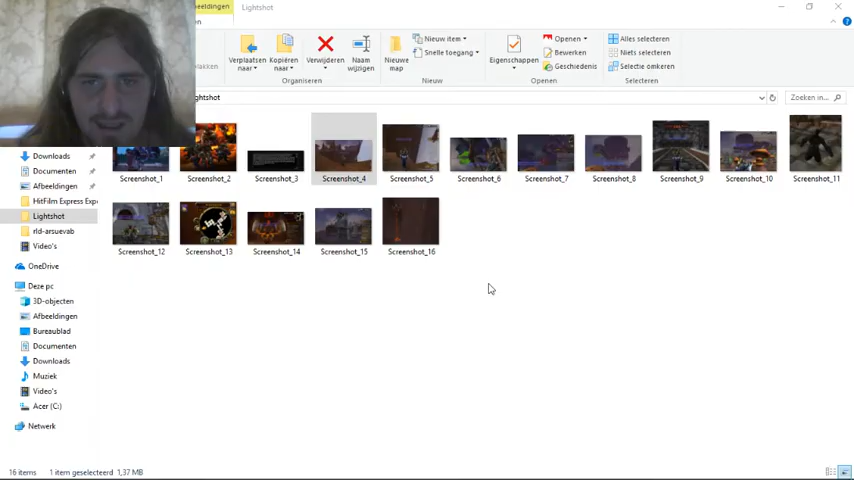 eeldingen
Lightshot
en
lakken
Verplaatsen naar
Kopiëren naar
Verwijderen
Naam wijzigen
Organiseren
Nieuwe map
Nieuw item
Snelle toegang
Nieuw
Eigenschappen
Openen
Bewerken
Geschiedenis
Openen
Alles selecteren
Niets selecteren
Selectie omkeren
Selecteren
ightshot
Zoeken in...
Screenshot_1
Screenshot_2
Screenshot_3
Screenshot_4
Screenshot_5
Screenshot_6
Screenshot_7
Screenshot_8
Screenshot_9
Screenshot_10
Screenshot_11
Screenshot_12
Screenshot_13
Screenshot_14
Screenshot_15
Screenshot_16
Downloads
Documenten
Afbeeldingen
HitFilm Express Exp
Lightshot
rld-arsuevab
Video's
OneDrive
Deze pc
3D-objecten
Afbeeldingen
Bureaublad
Documenten
Downloads
Muziek
Video's
Acer (C:)
Netwerk
16 items
1 item geselecteerd 1,37 MB